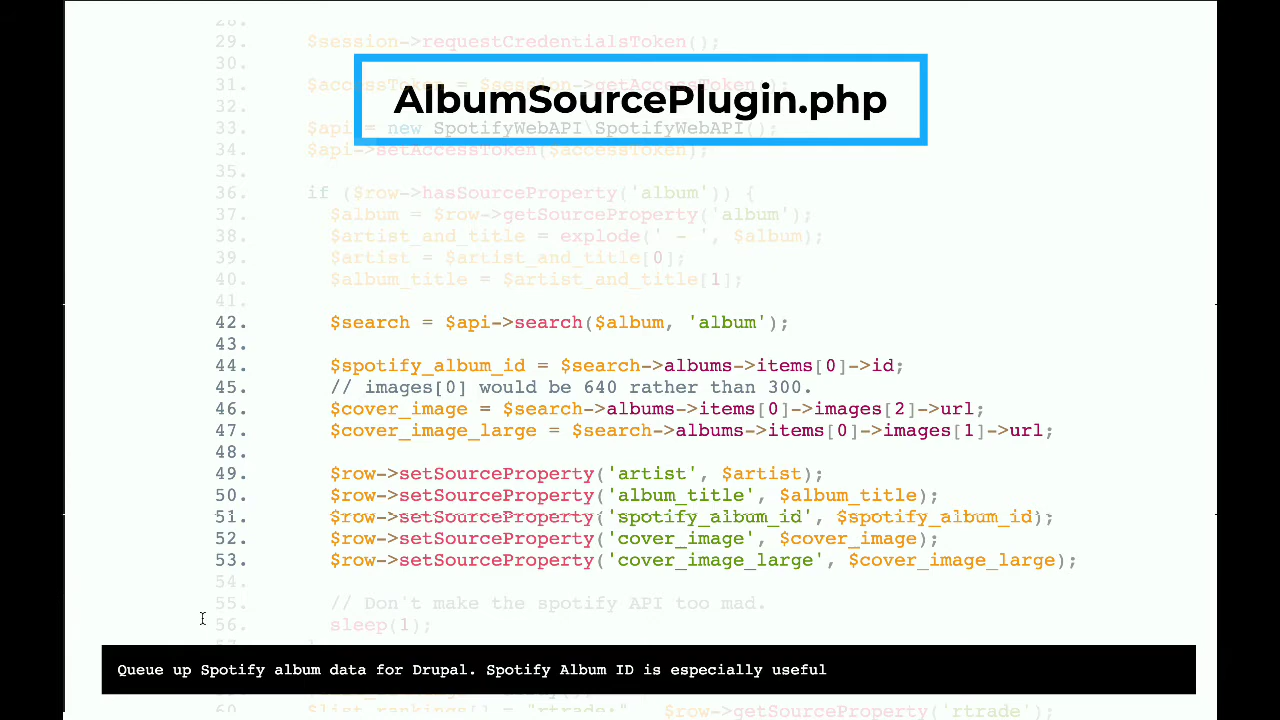 28.
29. $session->requestCredentialsToken();
30.
31. $accessToken = $session->getAccessToken();
AlbumSourcePlugin.php
32.
33. $api = new SpotifyWebAPI\SpotifyWebAPI();
34. $api->setAccessToken($accessToken);
35.
36. if ($row->hasSourceProperty('album')) {
37. $album = $row->getSourceProperty('album');
38. $artist_and_title = explode(' - ', $album);
39. $artist = $artist_and_title[0];
40. $album_title = $artist_and_title[1];
41.
42. $search = $api->search($album, 'album');
43.
44. $spotify_album_id = $search->albums->items[0]->id;
45. // images[0] would be 640 rather than 300.
46. $cover_image = $search->albums->items[0]->images[2]->url;
47. $cover_image_large = $search->albums->items[0]->images[1]->url;
48.
49. $row->setSourceProperty('artist', $artist);
50. $row->setSourceProperty('album_title', $album_title);
51. $row->setSourceProperty('spotify_album_id', $spotify_album_id);
52. $row->setSourceProperty('cover_image', $cover_image);
53. $row->setSourceProperty('cover_image_large', $cover_image_large);
54.
55. // Don't make the spotify API too mad.
56. sleep(1);
Queue up Spotify album data for Drupal. Spotify Album ID is especially useful
60. $list_rankings[] = "rtrade:" . $row->getSourceProperty('rtrade')